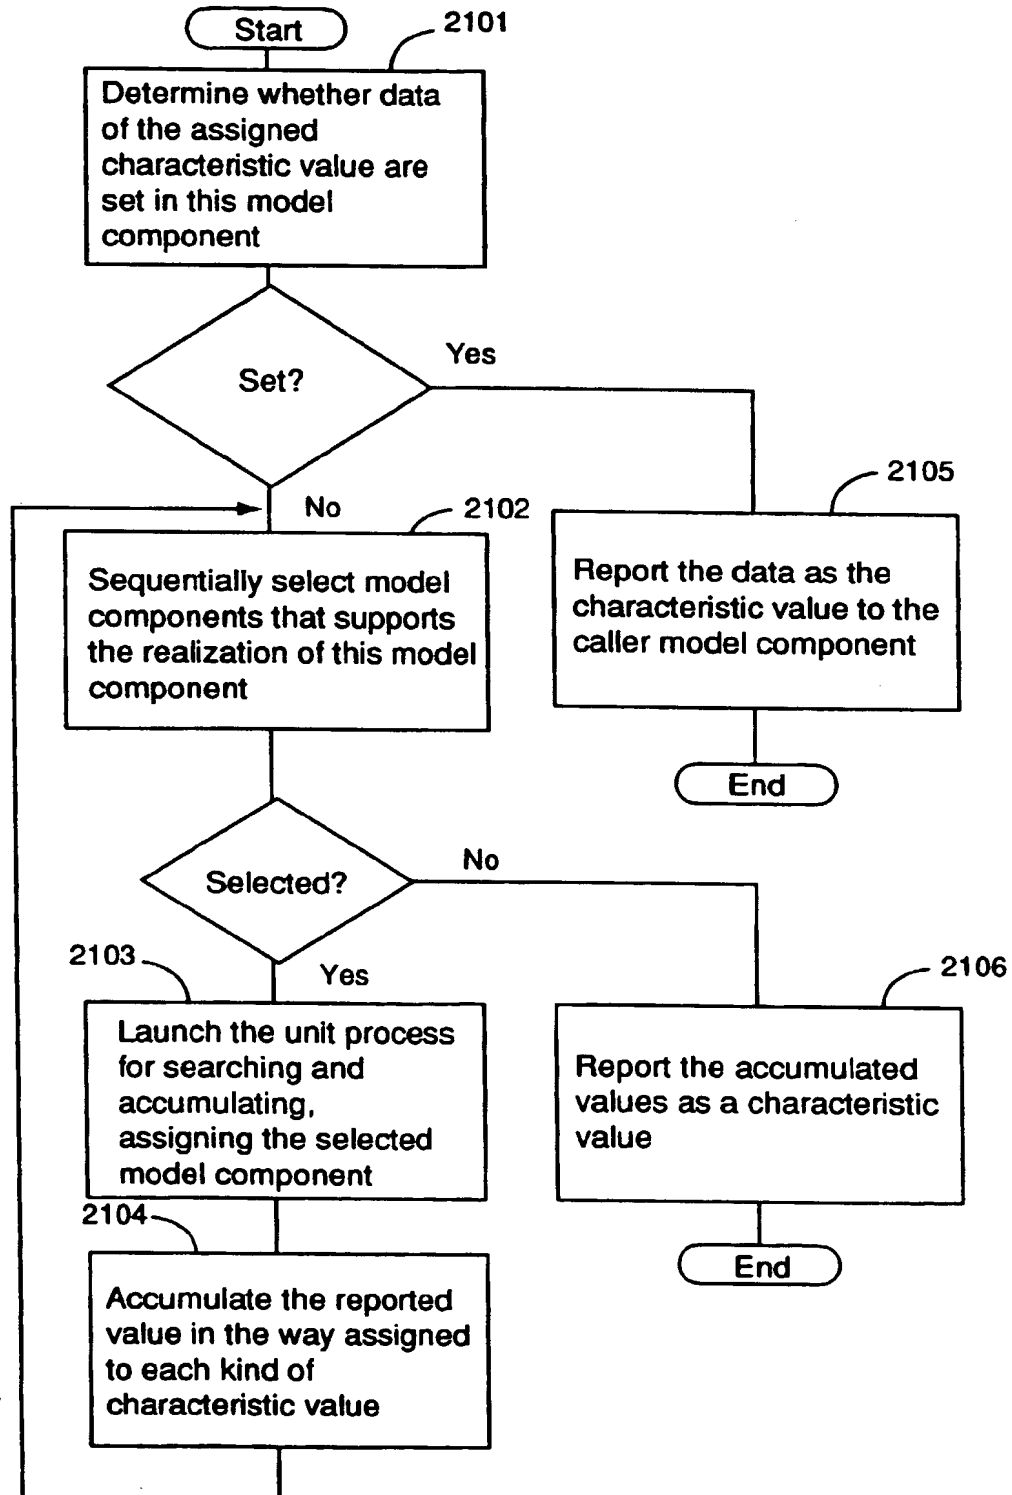 Start
2101
Determine whether data
of the assigned
characteristic value are
set in this model
component
Set?
Yes
No
2102
2105
Sequentially select model
components that supports
the realization of this model
component
Report the data as the
characteristic value to the
caller model component
End
Selected?
No
Yes
2103
2106
Launch the unit process
for searching and
accumulating,
assigning the selected
model component
Report the accumulated
values as a characteristic
value
End
2104
Accumulate the reported
value in the way assigned
to each kind of
characteristic value